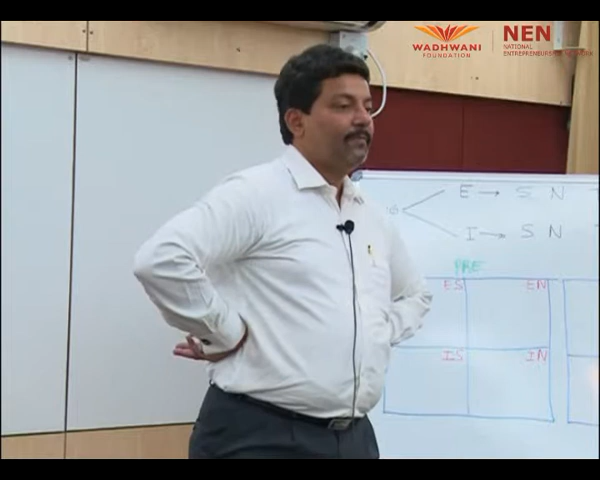 WADHWANI
FOUNDATION
NEN
NATIONAL
ENTREPRENEURSHIP NETWORK
E → S N
I → S N
PRE
ES EN
IS IN